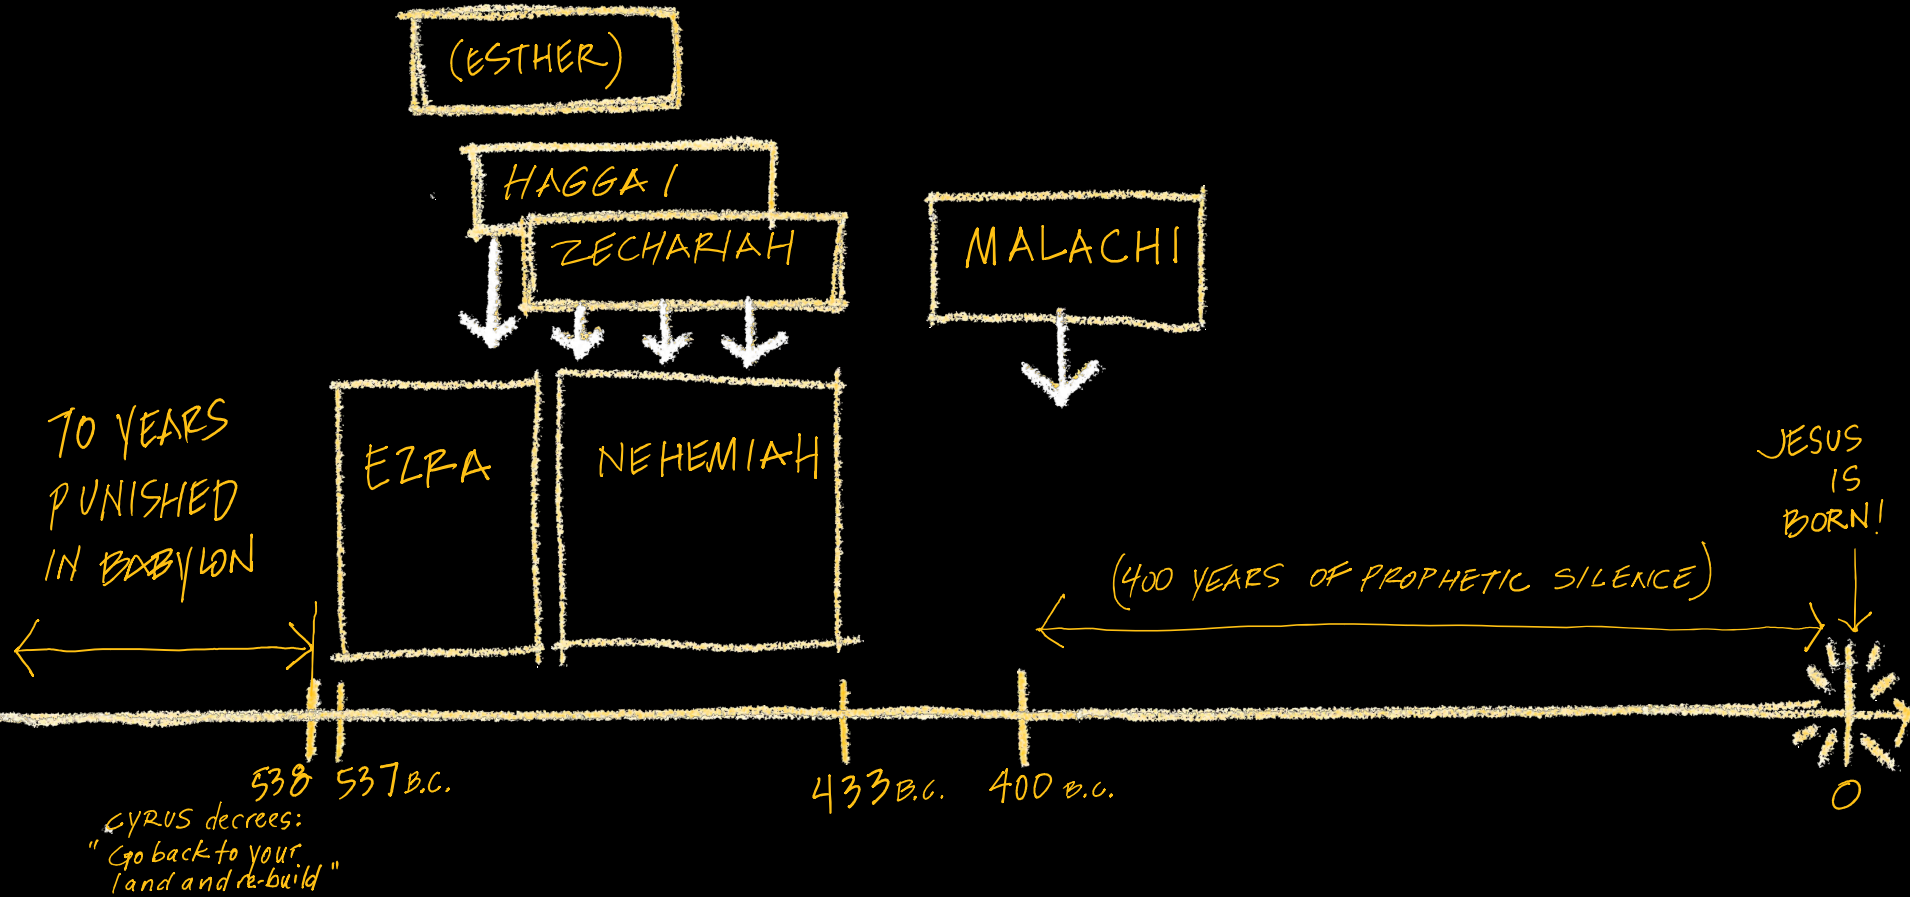 (ESTHER)
HAGGAI
ZECHARIAH
MALACHI
EZRA
NEHEMIAH
70 YEARS
PUNISHED
IN BABYLON
JESUS
IS
BORN!
(400 YEARS OF PROPHETIC SILENCE)
538
537 B.C.
433 B.C.
400 B.C.
0
CYRUS decrees:
"Go back to your
land and re-build"